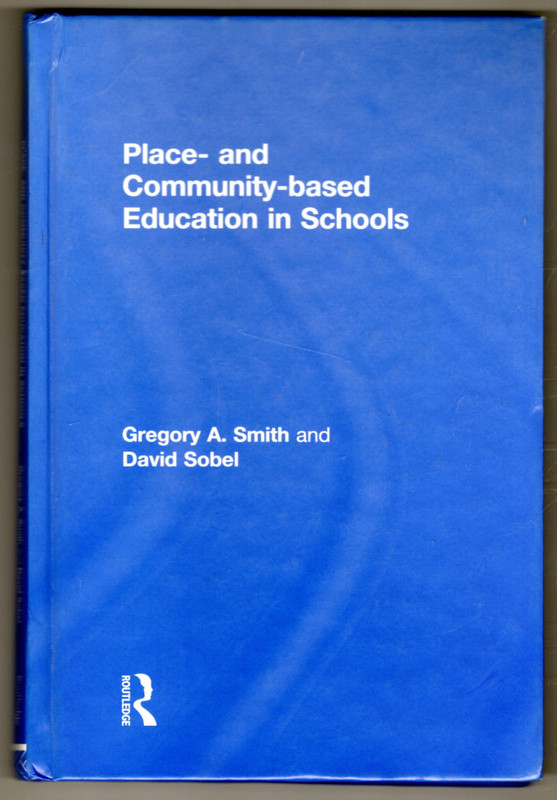 Place- and
Community-based
Education in Schools
Gregory A. Smith and
David Sobel
ROUTLEDGE